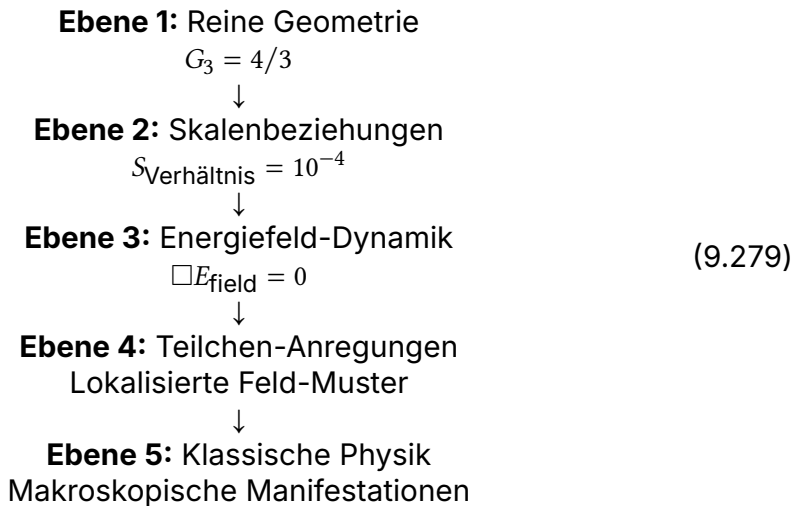 Ebene 1: Reine Geometrie
G₃ = 4/3
↓
Ebene 2: Skalenbeziehungen
S_Verhältnis = 10⁻⁴
↓
Ebene 3: Energiefeld-Dynamik
□E_field = 0
(9.279)
↓
Ebene 4: Teilchen-Anregungen
Lokalisierte Feld-Muster
↓
Ebene 5: Klassische Physik
Makroskopische Manifestationen